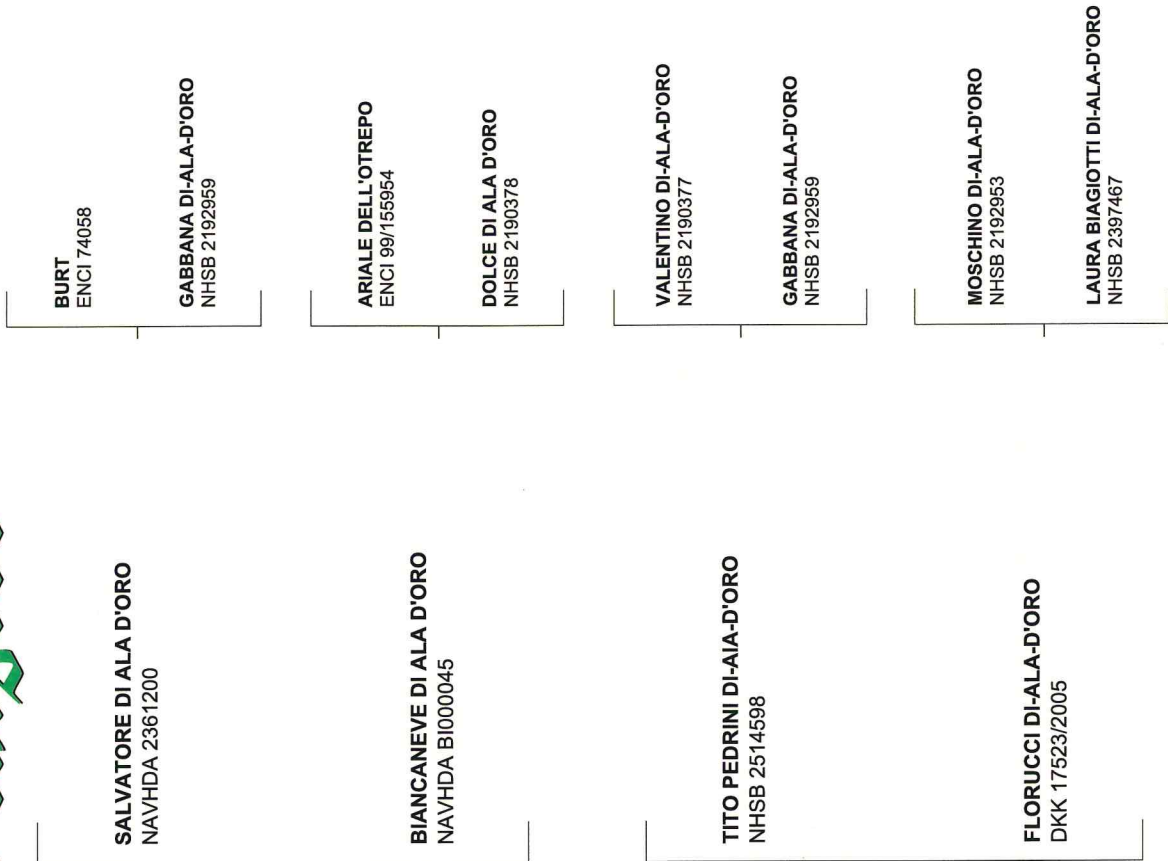 SALVATORE DI ALA D'ORO
NAVHDA 2361200
BIANCANEVE DI ALA D'ORO
NAVHDA BI000045
TITO PEDRINI DI-AIA-D'ORO
NHSB 2514598
FLORUCCI DI-ALA-D'ORO
DKK 17523/2005
BURT
ENCI 74058
GABBANA DI-ALA-D'ORO
NHSB 2192959
ARIALE DELL'OTREPO
ENCI 99/155954
DOLCE DI ALA D'ORO
NHSB 2190378
VALENTINO DI-ALA-D'ORO
NHSB 2190377
GABBANA DI-ALA-D'ORO
NHSB 2192959
MOSCHINO DI-ALA-D'ORO
NHSB 2192953
LAURA BIAGIOTTI DI-ALA-D'ORO
NHSB 2397467